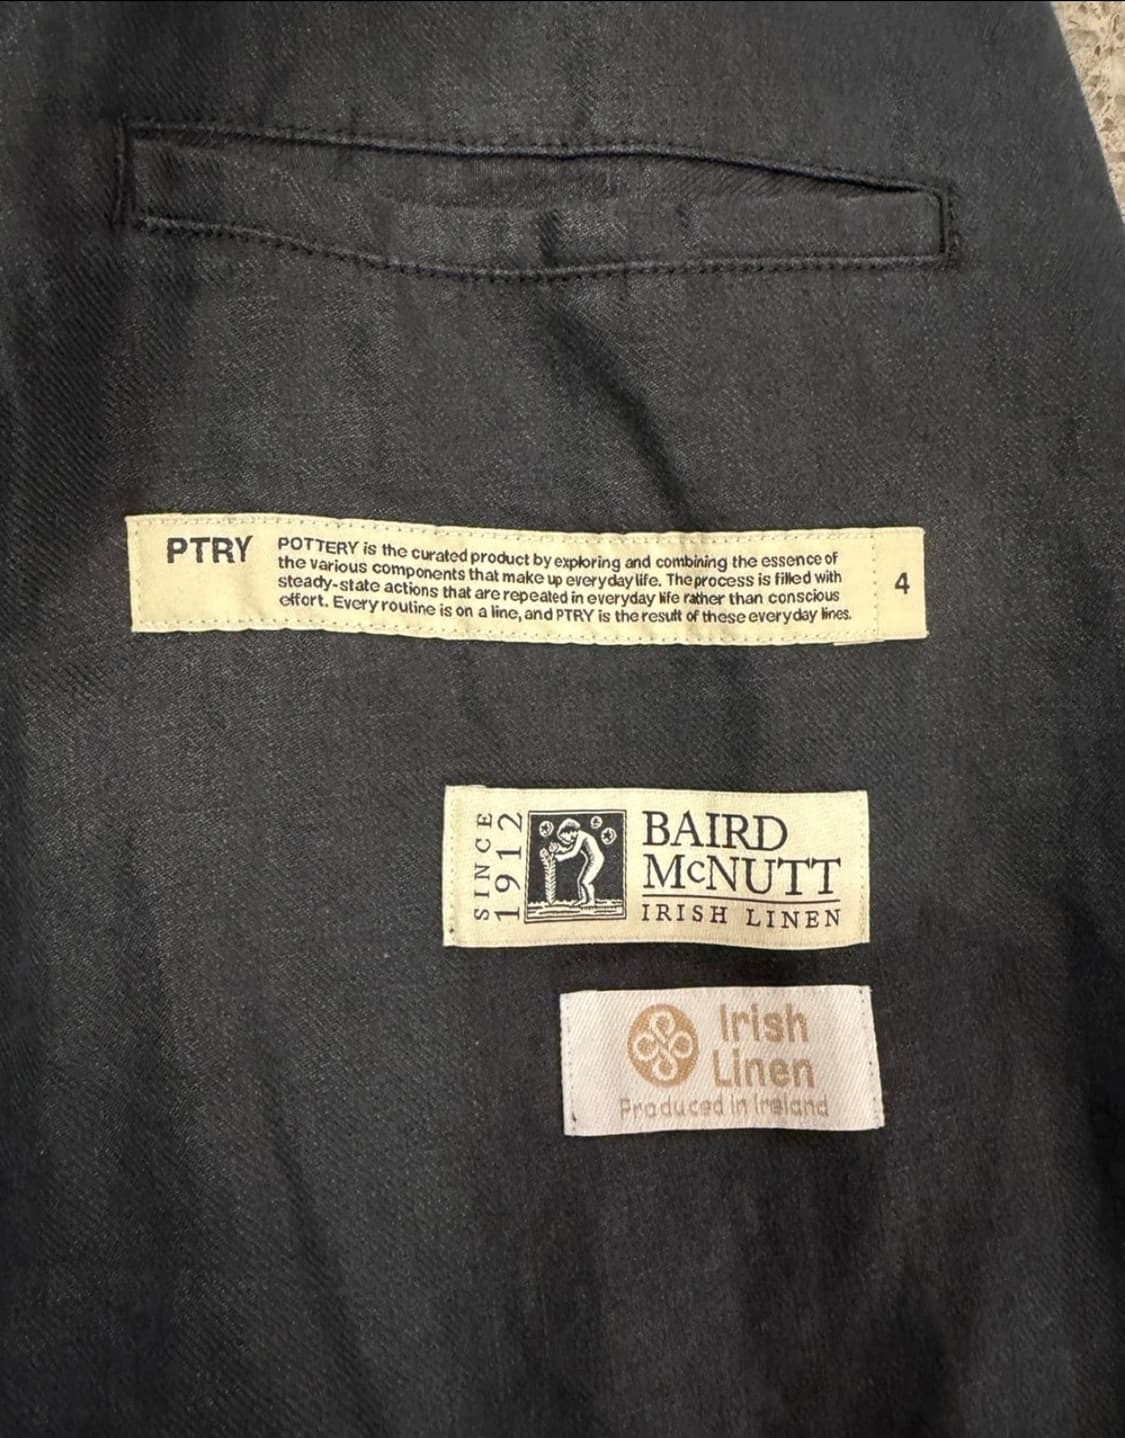 PTRY
POTTERY is the curated product by exploring and combining the essence of
the various components that make up everyday life. The process is filled with
steady-state actions that are repeated in everyday life rather than conscious
effort. Every routine is on a line, and PTRY is the result of these everyday lines.
4
SINCE
1912
BAIRD
McNUTT
IRISH LINEN
Irish
Linen
Produced in Ireland